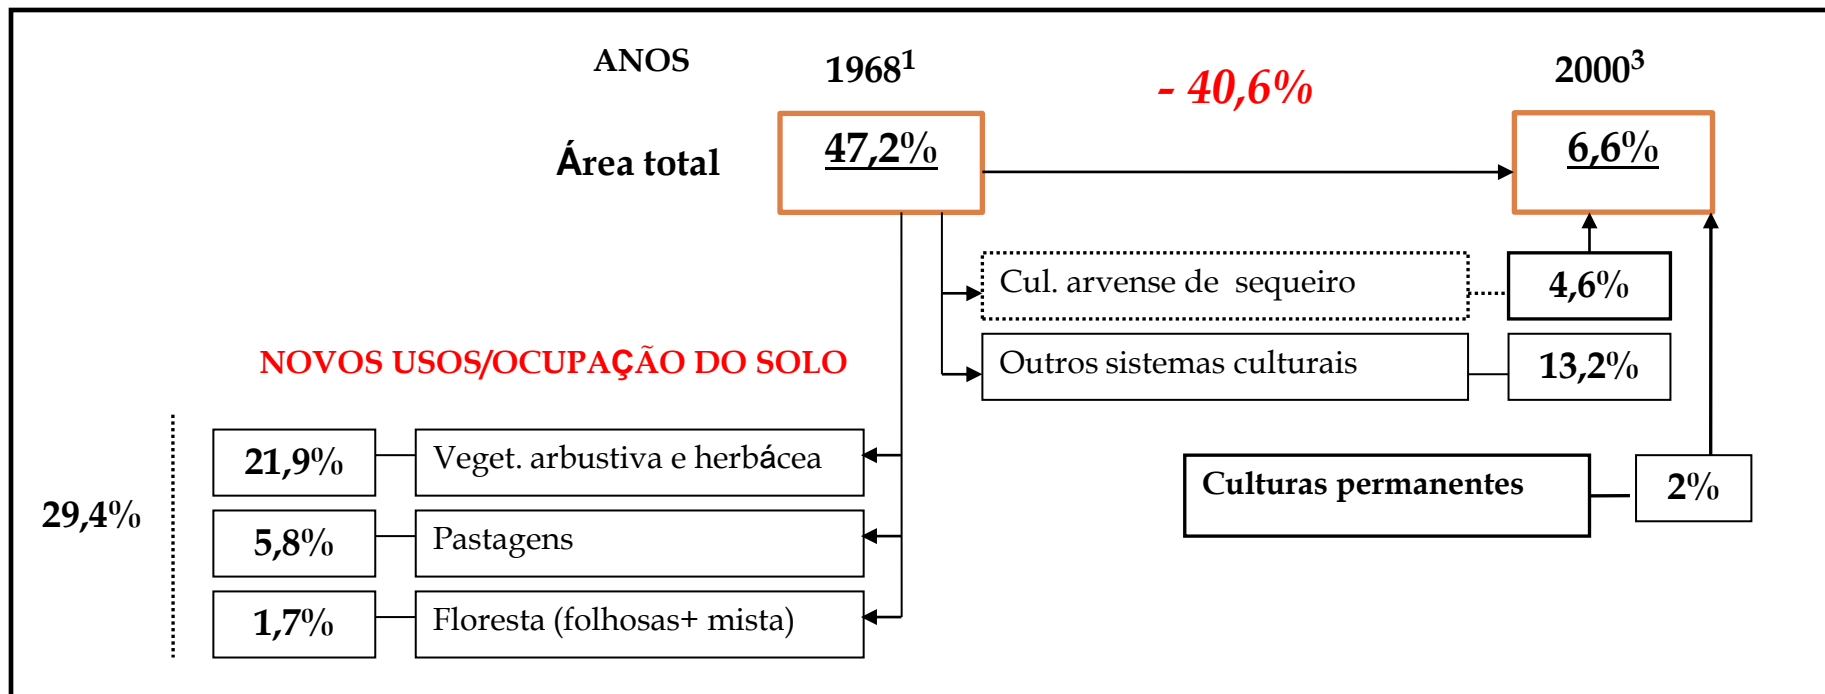 ANOS 1968¹ - 40,6% 2000³
Área total 47,2% 6,6%
Cul. arvense de sequeiro 4,6%
NOVOS USOS/OCUPAÇÃO DO SOLO
Outros sistemas culturais 13,2%
21,9% Veget. arbustiva e herbácea
29,4%
Culturas permanentes 2%
5,8% Pastagens
1,7% Floresta (folhosas+ mista)